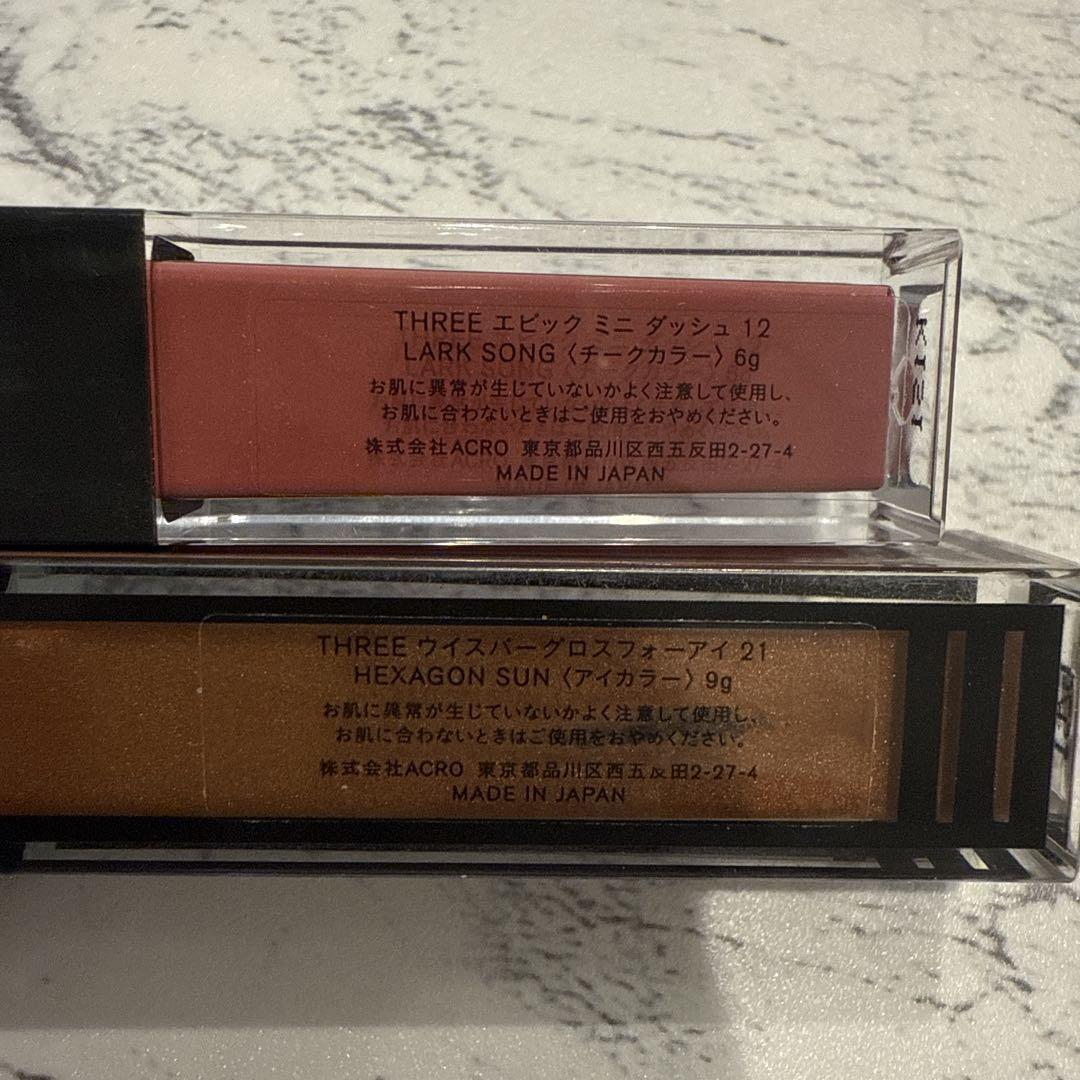 THREE エピック ミニ ダッシュ 12
LARK SONG〈チークカラー〉6g
お肌に異常が生じていないかよく注意して使用し、
お肌に合わないときはご使用をおやめください。
株式会社ACRO 東京都品川区西五反田2-27-4
MADE IN JAPAN
THREE ウイスパーグロスフォーアイ 21
HEXAGON SUN〈アイカラー〉9g
お肌に異常が生じていないかよく注意して使用し、
お肌に合わないときはご使用をおやめください。
株式会社ACRO 東京都品川区西五反田2-27-4
MADE IN JAPAN